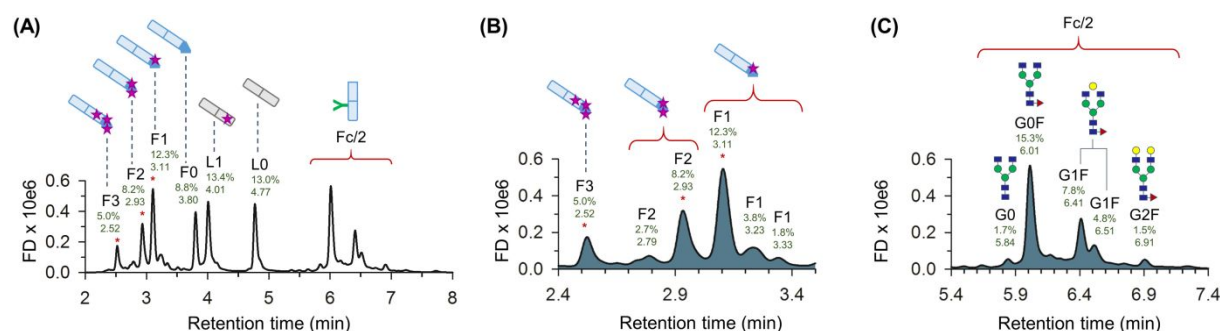 (A)
F3
5.0%
2.52
*
F2
8.2%
2.93
*
F1
12.3%
3.11
*
F0
8.8%
3.80
L1
13.4%
4.01
L0
13.0%
4.77
Fc/2
FD x 10e6
0.6
0.4
0.2
0.0
2 3 4 5 6 7 8
Retention time (min)
(B)
F3
5.0%
2.52
*
F2
2.7%
2.79
F2
8.2%
2.93
*
F1
12.3%
3.11
*
F1
3.8%
3.23
F1
1.8%
3.33
FD x 10e6
0.6
0.4
0.2
0.0
2.4 2.9 3.4
Retention time (min)
(C)
Fc/2
G0
1.7%
5.84
G0F
15.3%
6.01
G1F
7.8%
6.41
G1F
4.8%
6.51
G2F
1.5%
6.91
FD x 10e6
0.6
0.4
0.2
0.0
5.4 5.9 6.4 6.9 7.4
Retention time (min)